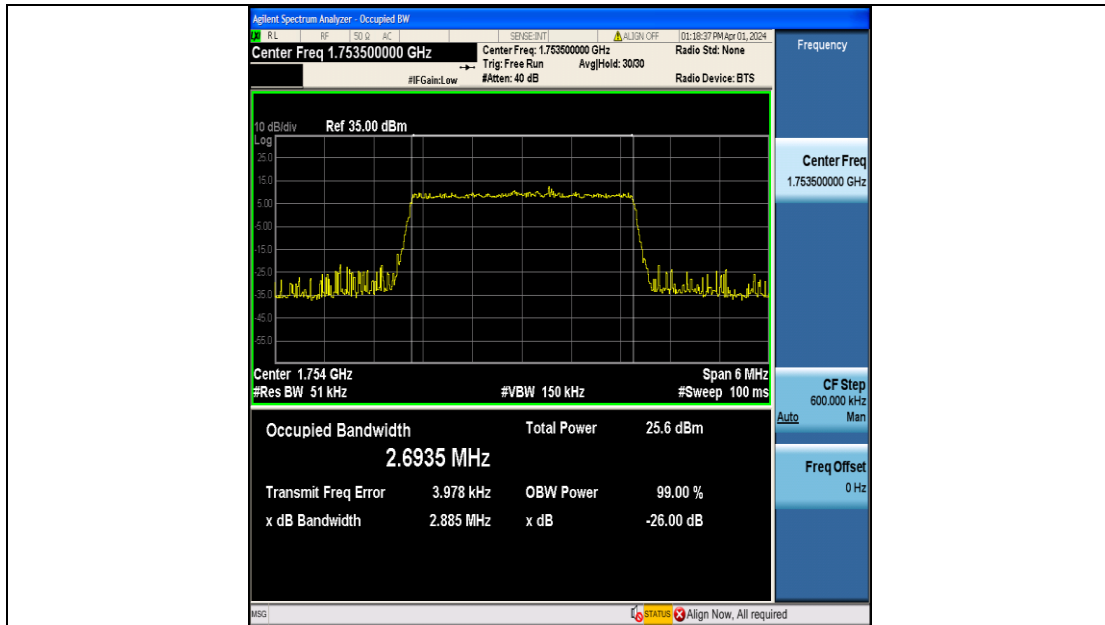 Agilent Spectrum Analyzer - Occupied BW
RL RF 50 Ω AC SENSE:INT ALIGN OFF 01:18:37 PM Apr 01, 2024
Center Freq 1.753500000 GHz
Center Freq: 1.753500000 GHz Radio Std: None
Trig: Free Run Avg|Hold: 30/30
#IFGain:Low #Atten: 40 dB Radio Device: BTS
10 dB/div Ref 35.00 dBm
Log
25.0
15.0
5.00
-5.00
-15.0
-25.0
-35.0
-45.0
-55.0
Center 1.754 GHz Span 6 MHz
#Res BW 51 kHz #VBW 150 kHz #Sweep 100 ms
Occupied Bandwidth Total Power 25.6 dBm
2.6935 MHz
Transmit Freq Error 3.978 kHz OBW Power 99.00 %
x dB Bandwidth 2.885 MHz x dB -26.00 dB
Frequency
Center Freq
1.753500000 GHz
CF Step
600.000 kHz
Auto Man
Freq Offset
0 Hz
MSG STATUS Align Now, All required